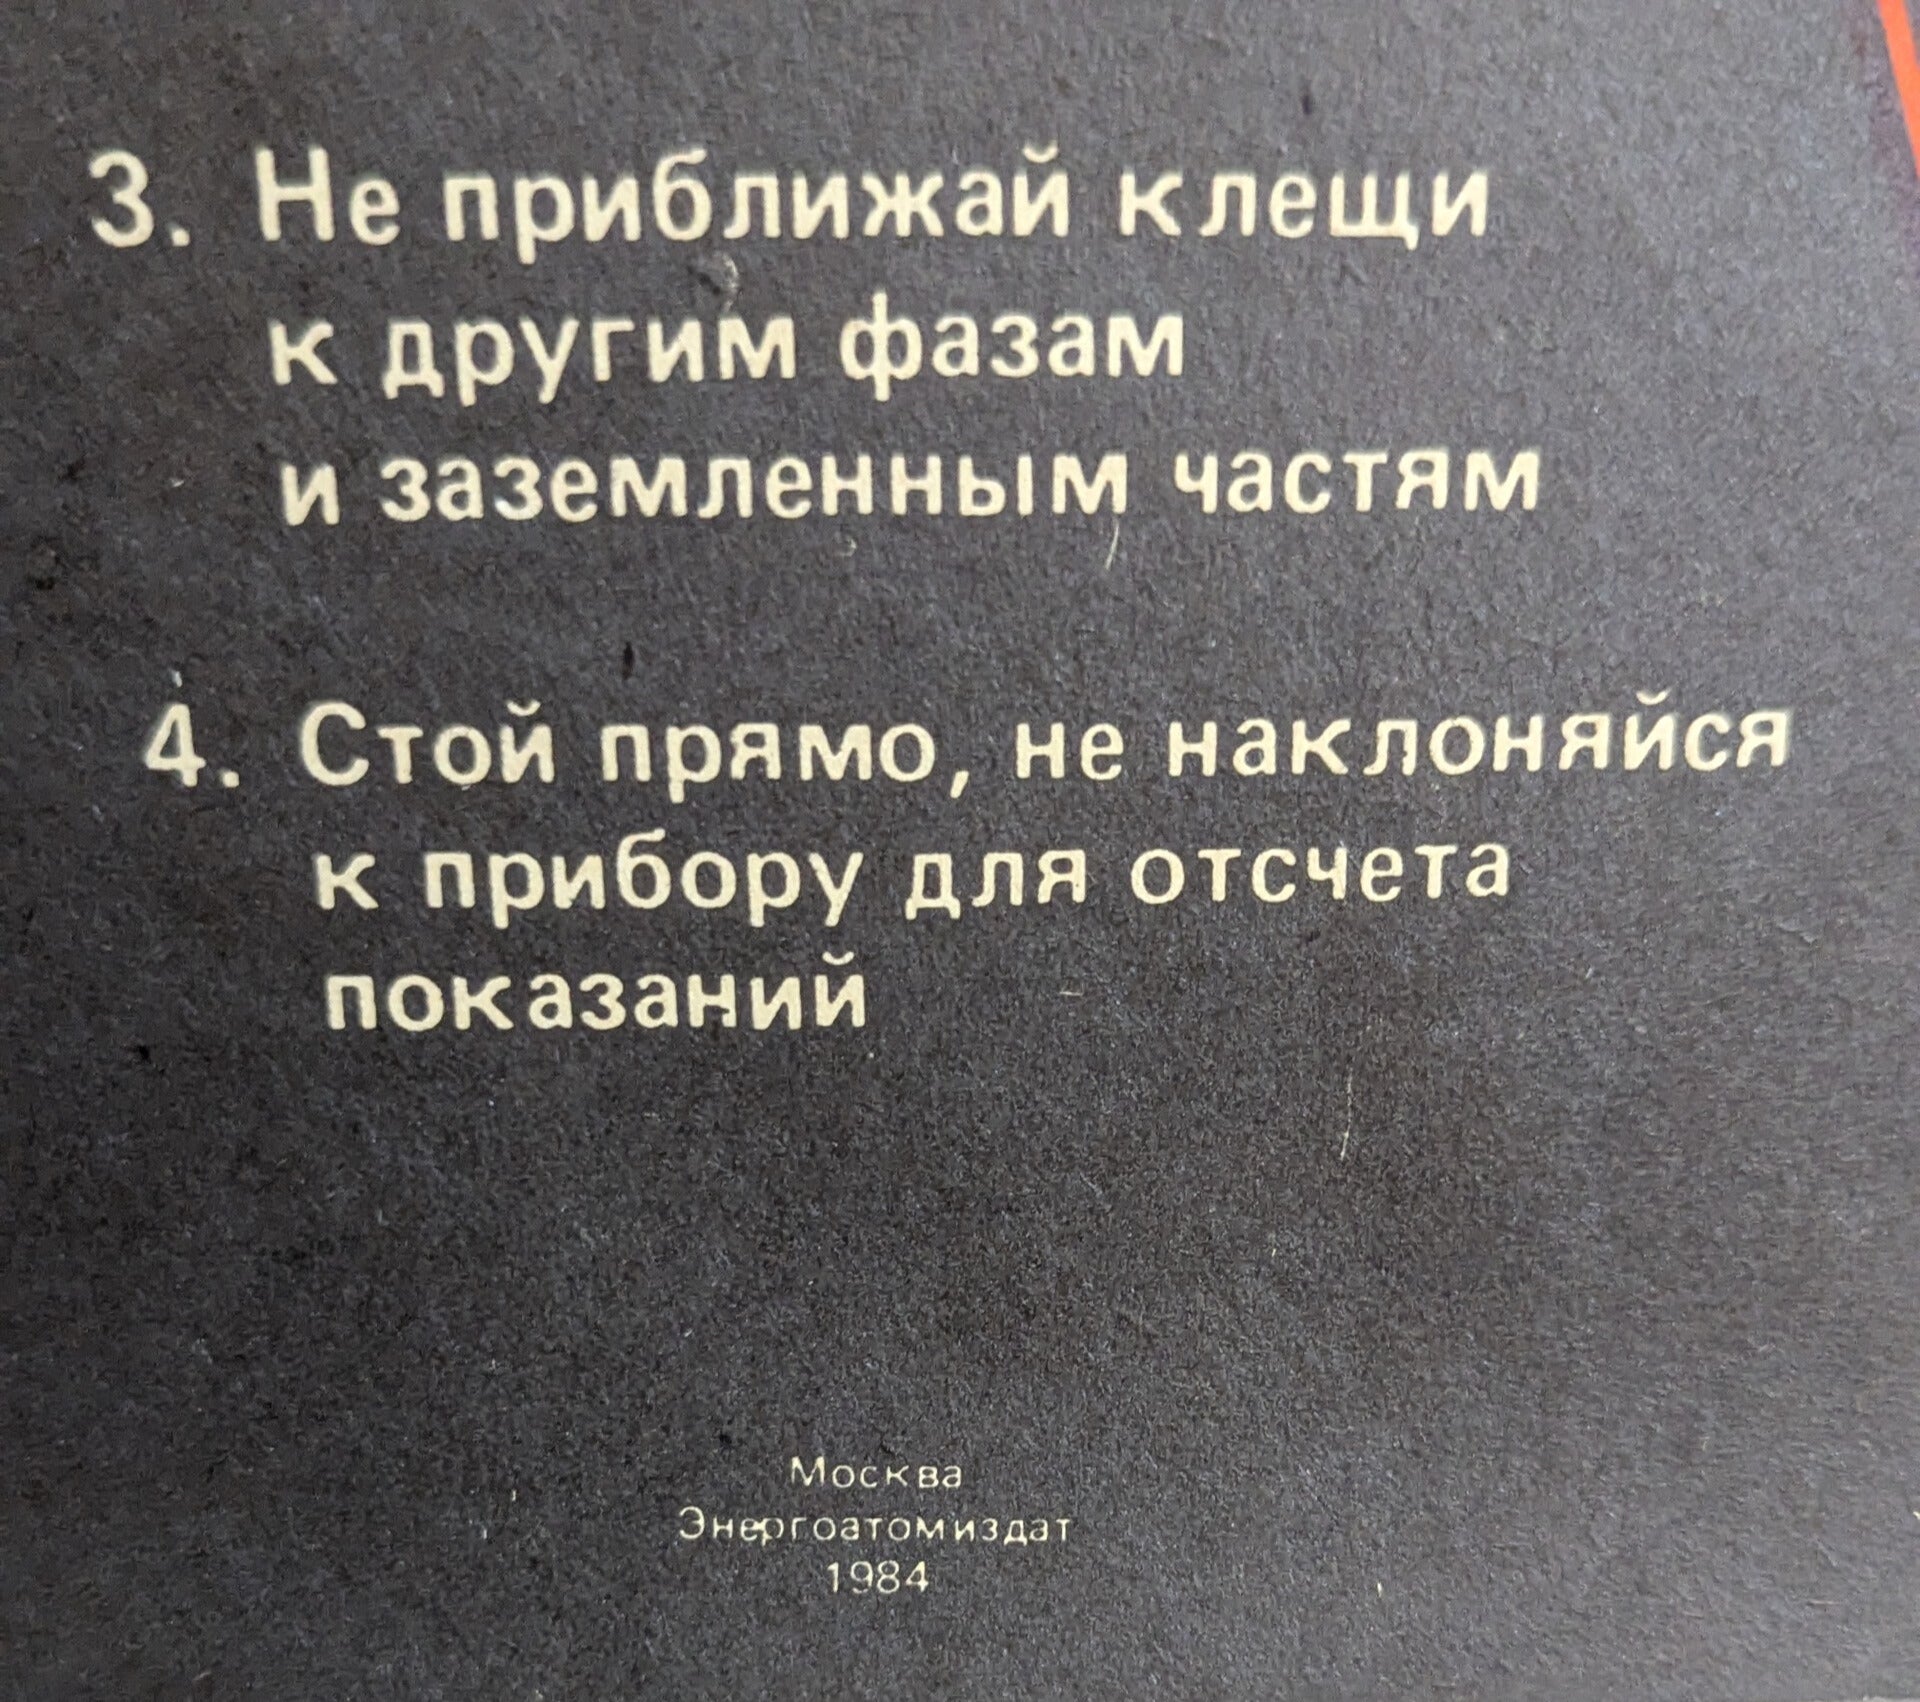 3. Не приближай клещи
к другим фазам
и заземленным частям
4. Стой прямо, не наклоняйся
к прибору для отсчета
показаний
Москва
Энергоатомиздат
1984